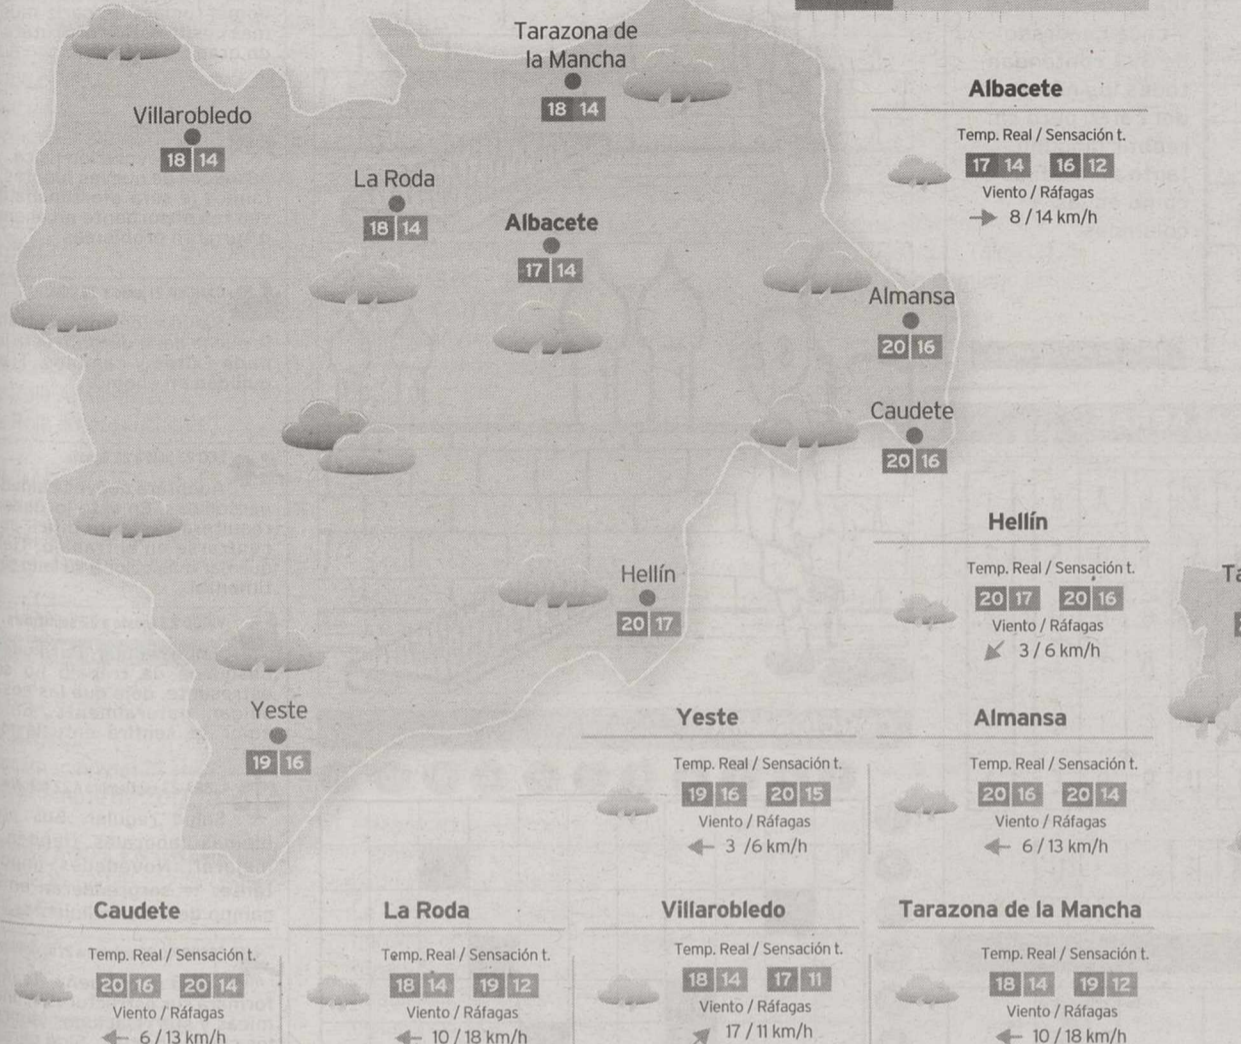 Tarazona de
la Mancha
18 14
Villarobledo
18 14
La Roda
18 14
Albacete
17 14
Almansa
20 16
Caudete
20 16
Hellín
20 17
Yeste
19 16
Albacete
Temp. Real / Sensación t.
17 14 16 12
Viento / Ráfagas
8 / 14 km/h
Hellín
Temp. Real / Sensación t.
20 17 20 16
Viento / Ráfagas
3 / 6 km/h
Yeste
Temp. Real / Sensación t.
19 16 20 15
Viento / Ráfagas
3 /6 km/h
Almansa
Temp. Real / Sensación t.
20 16 20 14
Viento / Ráfagas
6 / 13 km/h
Caudete
Temp. Real / Sensación t.
20 16 20 14
Viento / Ráfagas
6 / 13 km/h
La Roda
Temp. Real / Sensación t.
18 14 19 12
Viento / Ráfagas
10 / 18 km/h
Villarobledo
Temp. Real / Sensación t.
18 14 17 11
Viento / Ráfagas
17 / 11 km/h
Tarazona de la Mancha
Temp. Real / Sensación t.
18 14 19 12
Viento / Ráfagas
10 / 18 km/h